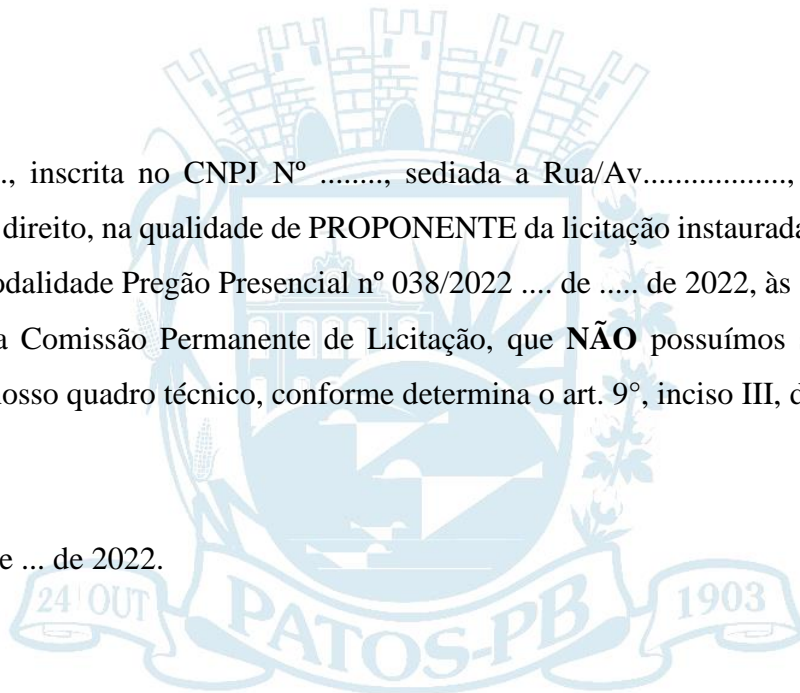 .., inscrita no CNPJ Nº ........, sediada a Rua/Av.................,
direito, na qualidade de PROPONENTE da licitação instaurada
Pregão Presencial nº 038/2022 .... de ..... de 2022, às
a Comissão Permanente de Licitação, que NÃO possuímos
quadro técnico, conforme determina o art. 9°, inciso III,
e ... de 2022.
24 OUT
PATOS-PB
1903